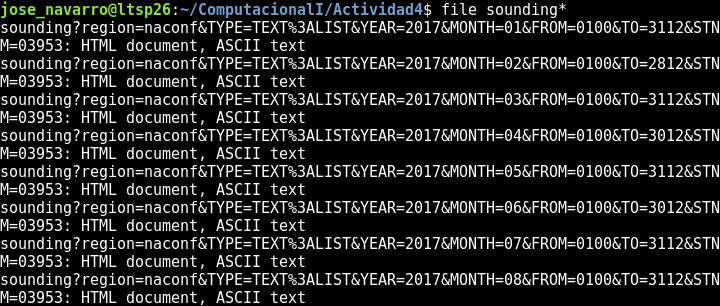 jose_navarro@ltsp26:~/ComputacionalI/Actividad4$ file sounding*
sounding?region=naconf&TYPE=TEXT%3ALIST&YEAR=2017&MONTH=01&FROM=0100&TO=3112&STN
M=03953: HTML document, ASCII text
sounding?region=naconf&TYPE=TEXT%3ALIST&YEAR=2017&MONTH=02&FROM=0100&TO=2812&STN
M=03953: HTML document, ASCII text
sounding?region=naconf&TYPE=TEXT%3ALIST&YEAR=2017&MONTH=03&FROM=0100&TO=3112&STN
M=03953: HTML document, ASCII text
sounding?region=naconf&TYPE=TEXT%3ALIST&YEAR=2017&MONTH=04&FROM=0100&TO=3012&STN
M=03953: HTML document, ASCII text
sounding?region=naconf&TYPE=TEXT%3ALIST&YEAR=2017&MONTH=05&FROM=0100&TO=3112&STN
M=03953: HTML document, ASCII text
sounding?region=naconf&TYPE=TEXT%3ALIST&YEAR=2017&MONTH=06&FROM=0100&TO=3012&STN
M=03953: HTML document, ASCII text
sounding?region=naconf&TYPE=TEXT%3ALIST&YEAR=2017&MONTH=07&FROM=0100&TO=3112&STN
M=03953: HTML document, ASCII text
sounding?region=naconf&TYPE=TEXT%3ALIST&YEAR=2017&MONTH=08&FROM=0100&TO=3112&STN
M=03953: HTML document, ASCII text